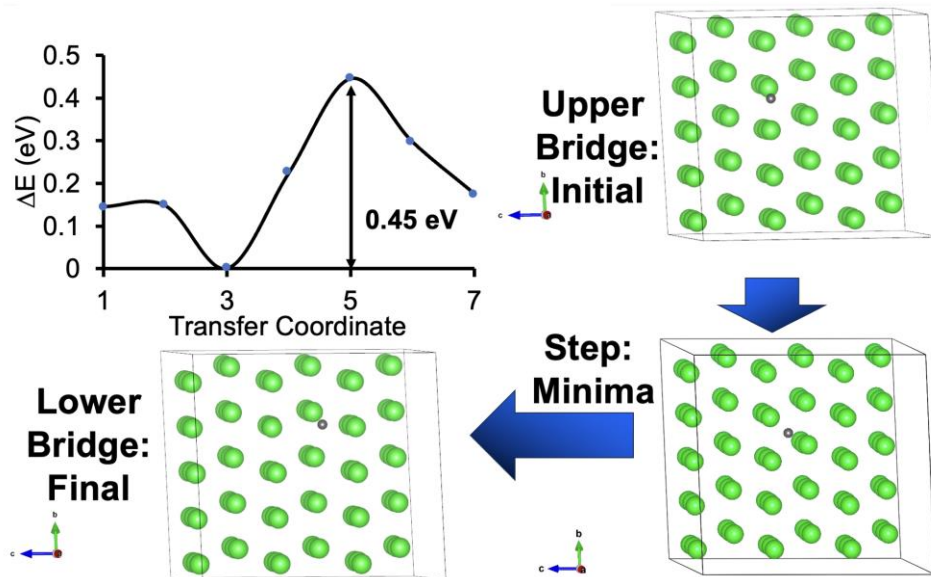 0.5
0.4
0.3
0.2
0.1
0
ΔE (eV)
0.45 eV
1
3
5
7
Transfer Coordinate
Upper
Bridge:
Initial
b
c
Step:
Minima
b
c
a
Lower
Bridge:
Final
b
c